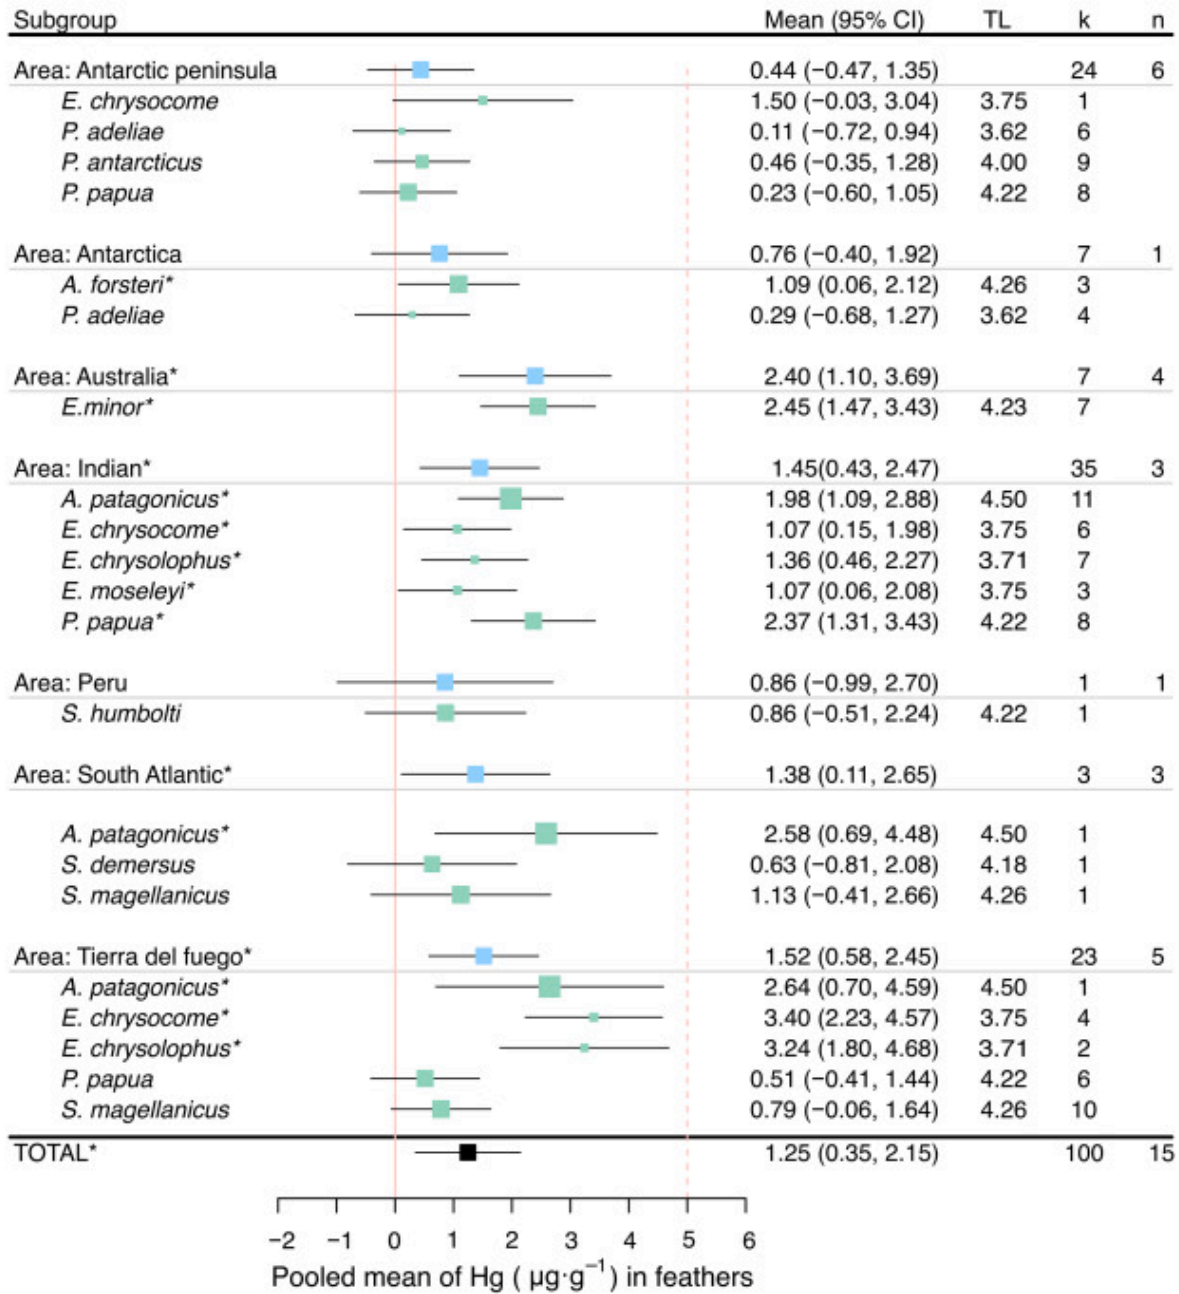 Subgroup Mean (95% CI) TL k n
Area: Antarctic peninsula 0.44 (−0.47, 1.35) 24 6
E. chrysocome 1.50 (−0.03, 3.04) 3.75 1
P. adeliae 0.11 (−0.72, 0.94) 3.62 6
P. antarcticus 0.46 (−0.35, 1.28) 4.00 9
P. papua 0.23 (−0.60, 1.05) 4.22 8
Area: Antarctica 0.76 (−0.40, 1.92) 7 1
A. forsteri* 1.09 (0.06, 2.12) 4.26 3
P. adeliae 0.29 (−0.68, 1.27) 3.62 4
Area: Australia* 2.40 (1.10, 3.69) 7 4
E.minor* 2.45 (1.47, 3.43) 4.23 7
Area: Indian* 1.45(0.43, 2.47) 35 3
A. patagonicus* 1.98 (1.09, 2.88) 4.50 11
E. chrysocome* 1.07 (0.15, 1.98) 3.75 6
E. chrysolophus* 1.36 (0.46, 2.27) 3.71 7
E. moseleyi* 1.07 (0.06, 2.08) 3.75 3
P. papua* 2.37 (1.31, 3.43) 4.22 8
Area: Peru 0.86 (−0.99, 2.70) 1 1
S. humbolti 0.86 (−0.51, 2.24) 4.22 1
Area: South Atlantic* 1.38 (0.11, 2.65) 3 3
A. patagonicus* 2.58 (0.69, 4.48) 4.50 1
S. demersus 0.63 (−0.81, 2.08) 4.18 1
S. magellanicus 1.13 (−0.41, 2.66) 4.26 1
Area: Tierra del fuego* 1.52 (0.58, 2.45) 23 5
A. patagonicus* 2.64 (0.70, 4.59) 4.50 1
E. chrysocome* 3.40 (2.23, 4.57) 3.75 4
E. chrysolophus* 3.24 (1.80, 4.68) 3.71 2
P. papua 0.51 (−0.41, 1.44) 4.22 6
S. magellanicus 0.79 (−0.06, 1.64) 4.26 10
TOTAL* 1.25 (0.35, 2.15) 100 15
−2 −1 0 1 2 3 4 5 6
Pooled mean of Hg ( μg·g⁻¹) in feathers